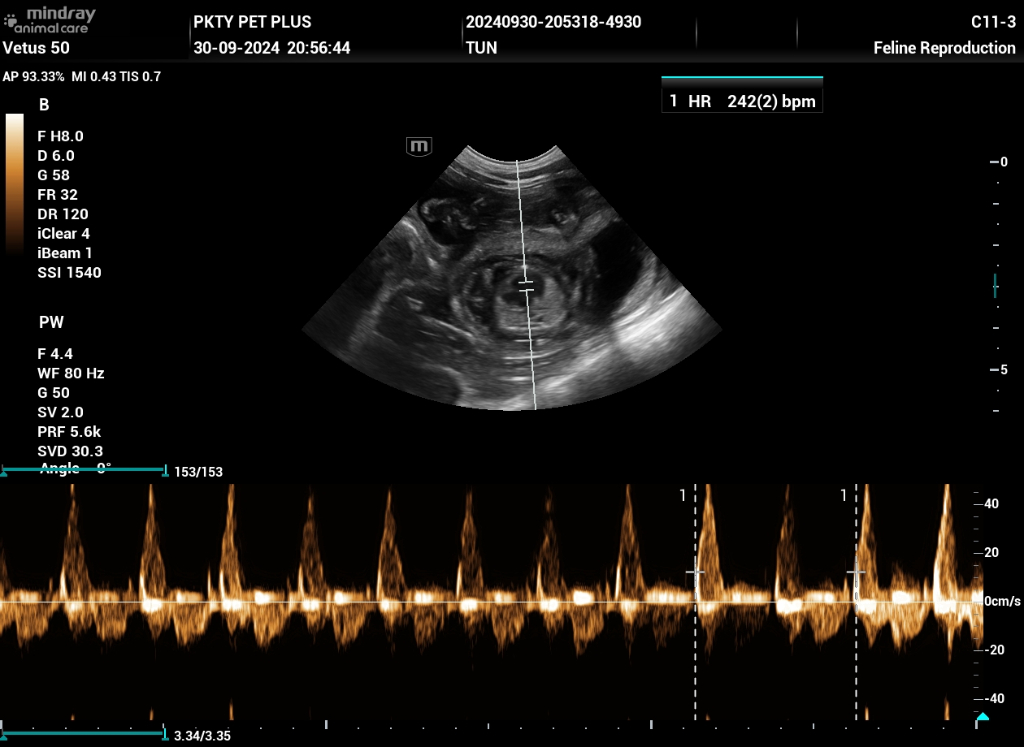 mindray
animalcare
Vetus 50
PKTY PET PLUS
30-09-2024 20:56:44
20240930-205318-4930
TUN
C11-3
Feline Reproduction
AP 93.33% MI 0.43 TIS 0.7
B
F H8.0
D 6.0
G 58
FR 32
DR 120
iClear 4
iBeam 1
SSI 1540
PW
F 4.4
WF 80 Hz
G 50
SV 2.0
PRF 5.6k
SVD 30.3
Angle 0°
153/153
1 HR 242(2) bpm
m
0
5
1
1
40
20
0cm/s
-20
-40
3.34/3.35